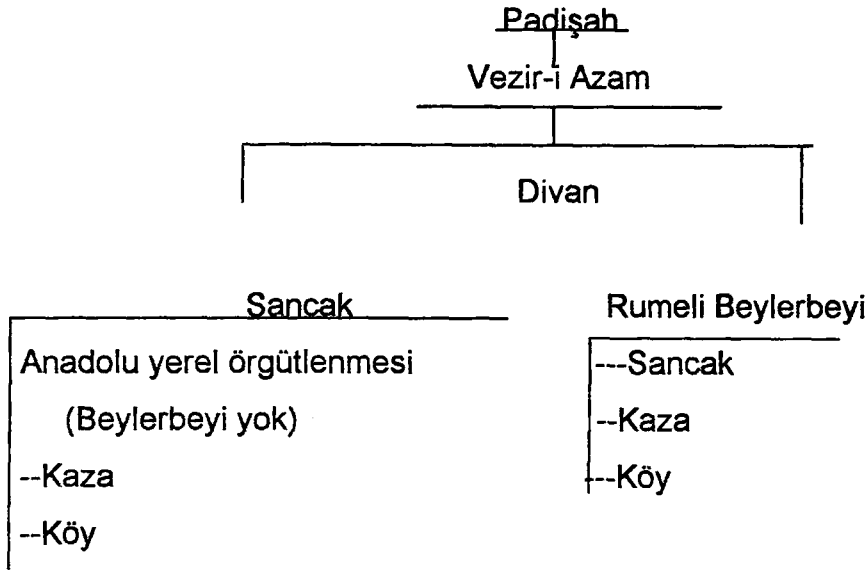 Padişah
Vezir-i Azam
Divan
Sancak
Anadolu yerel örgütlenmesi
(Beylerbeyi yok)
--Kaza
--Köy
Rumeli Beylerbeyi
---Sancak
--Kaza
---Köy